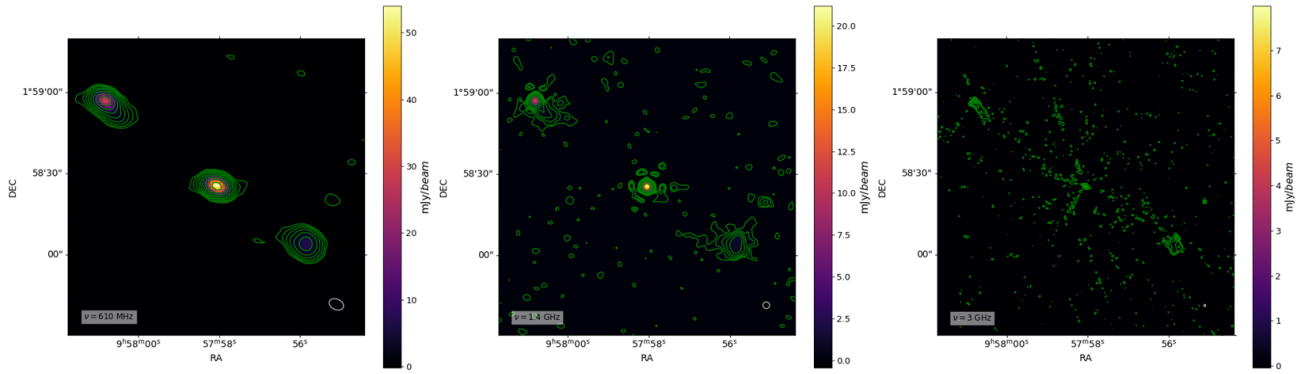 1°59'00"
58'30"
00"
DEC
9ʰ58ᵐ00ˢ
57ᵐ58ˢ
56ˢ
RA
ν = 610 MHz
50
40
30
20
10
0
mJy/beam
1°59'00"
58'30"
00"
DEC
9ʰ58ᵐ00ˢ
57ᵐ58ˢ
56ˢ
RA
ν = 1.4 GHz
20.0
17.5
15.0
12.5
10.0
7.5
5.0
2.5
0.0
mJy/beam
1°59'00"
58'30"
00"
DEC
9ʰ58ᵐ00ˢ
57ᵐ58ˢ
56ˢ
RA
ν = 3 GHz
7
6
5
4
3
2
1
0
mJy/beam